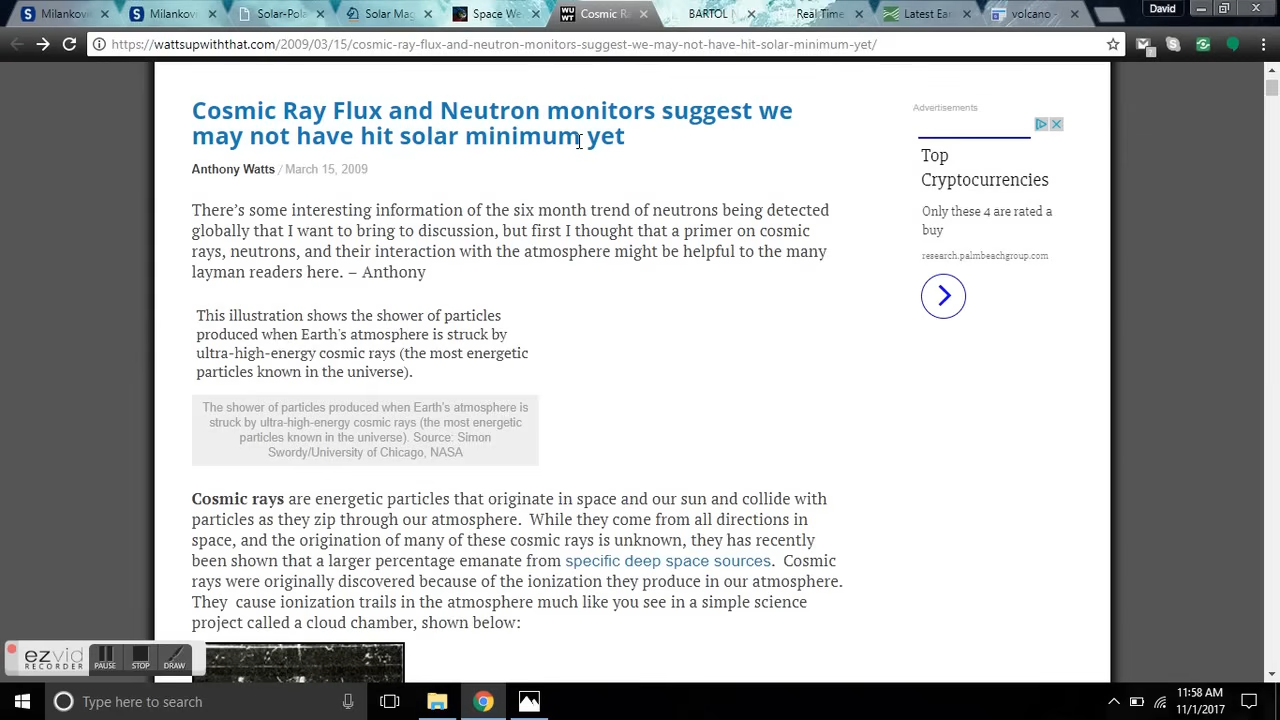 Milankov
Milankov
Solar-Pola
Solar Mag
Space We
WU
WT
Cosmic R
BARTOL
Real Time
Latest Ear
volcano -
David
https://wattsupwiththat.com/2009/03/15/cosmic-ray-flux-and-neutron-monitors-suggest-we-may-not-have-hit-solar-minimum-yet/
Cosmic Ray Flux and Neutron monitors suggest we
may not have hit solar minimum yet
Anthony Watts / March 15, 2009
Advertisements
Top
Cryptocurrencies
Only these 4 are rated a
buy
research.palmbeachgroup.com
There's some interesting information of the six month trend of neutrons being detected
globally that I want to bring to discussion, but first I thought that a primer on cosmic
rays, neutrons, and their interaction with the atmosphere might be helpful to the many
layman readers here. – Anthony
This illustration shows the shower of particles
produced when Earth's atmosphere is struck by
ultra-high-energy cosmic rays (the most energetic
particles known in the universe).
The shower of particles produced when Earth's atmosphere is
struck by ultra-high-energy cosmic rays (the most energetic
particles known in the universe). Source: Simon
Swordy/University of Chicago, NASA
Cosmic rays are energetic particles that originate in space and our sun and collide with
particles as they zip through our atmosphere.  While they come from all directions in
space, and the origination of many of these cosmic rays is unknown, they has recently
been shown that a larger percentage emanate from specific deep space sources.  Cosmic
rays were originally discovered because of the ionization they produce in our atmosphere.
They  cause ionization trails in the atmosphere much like you see in a simple science
project called a cloud chamber, shown below:
ezvid
RECORDER
PAUSE
STOP
DRAW
Type here to search
11:58 AM
11/1/2017